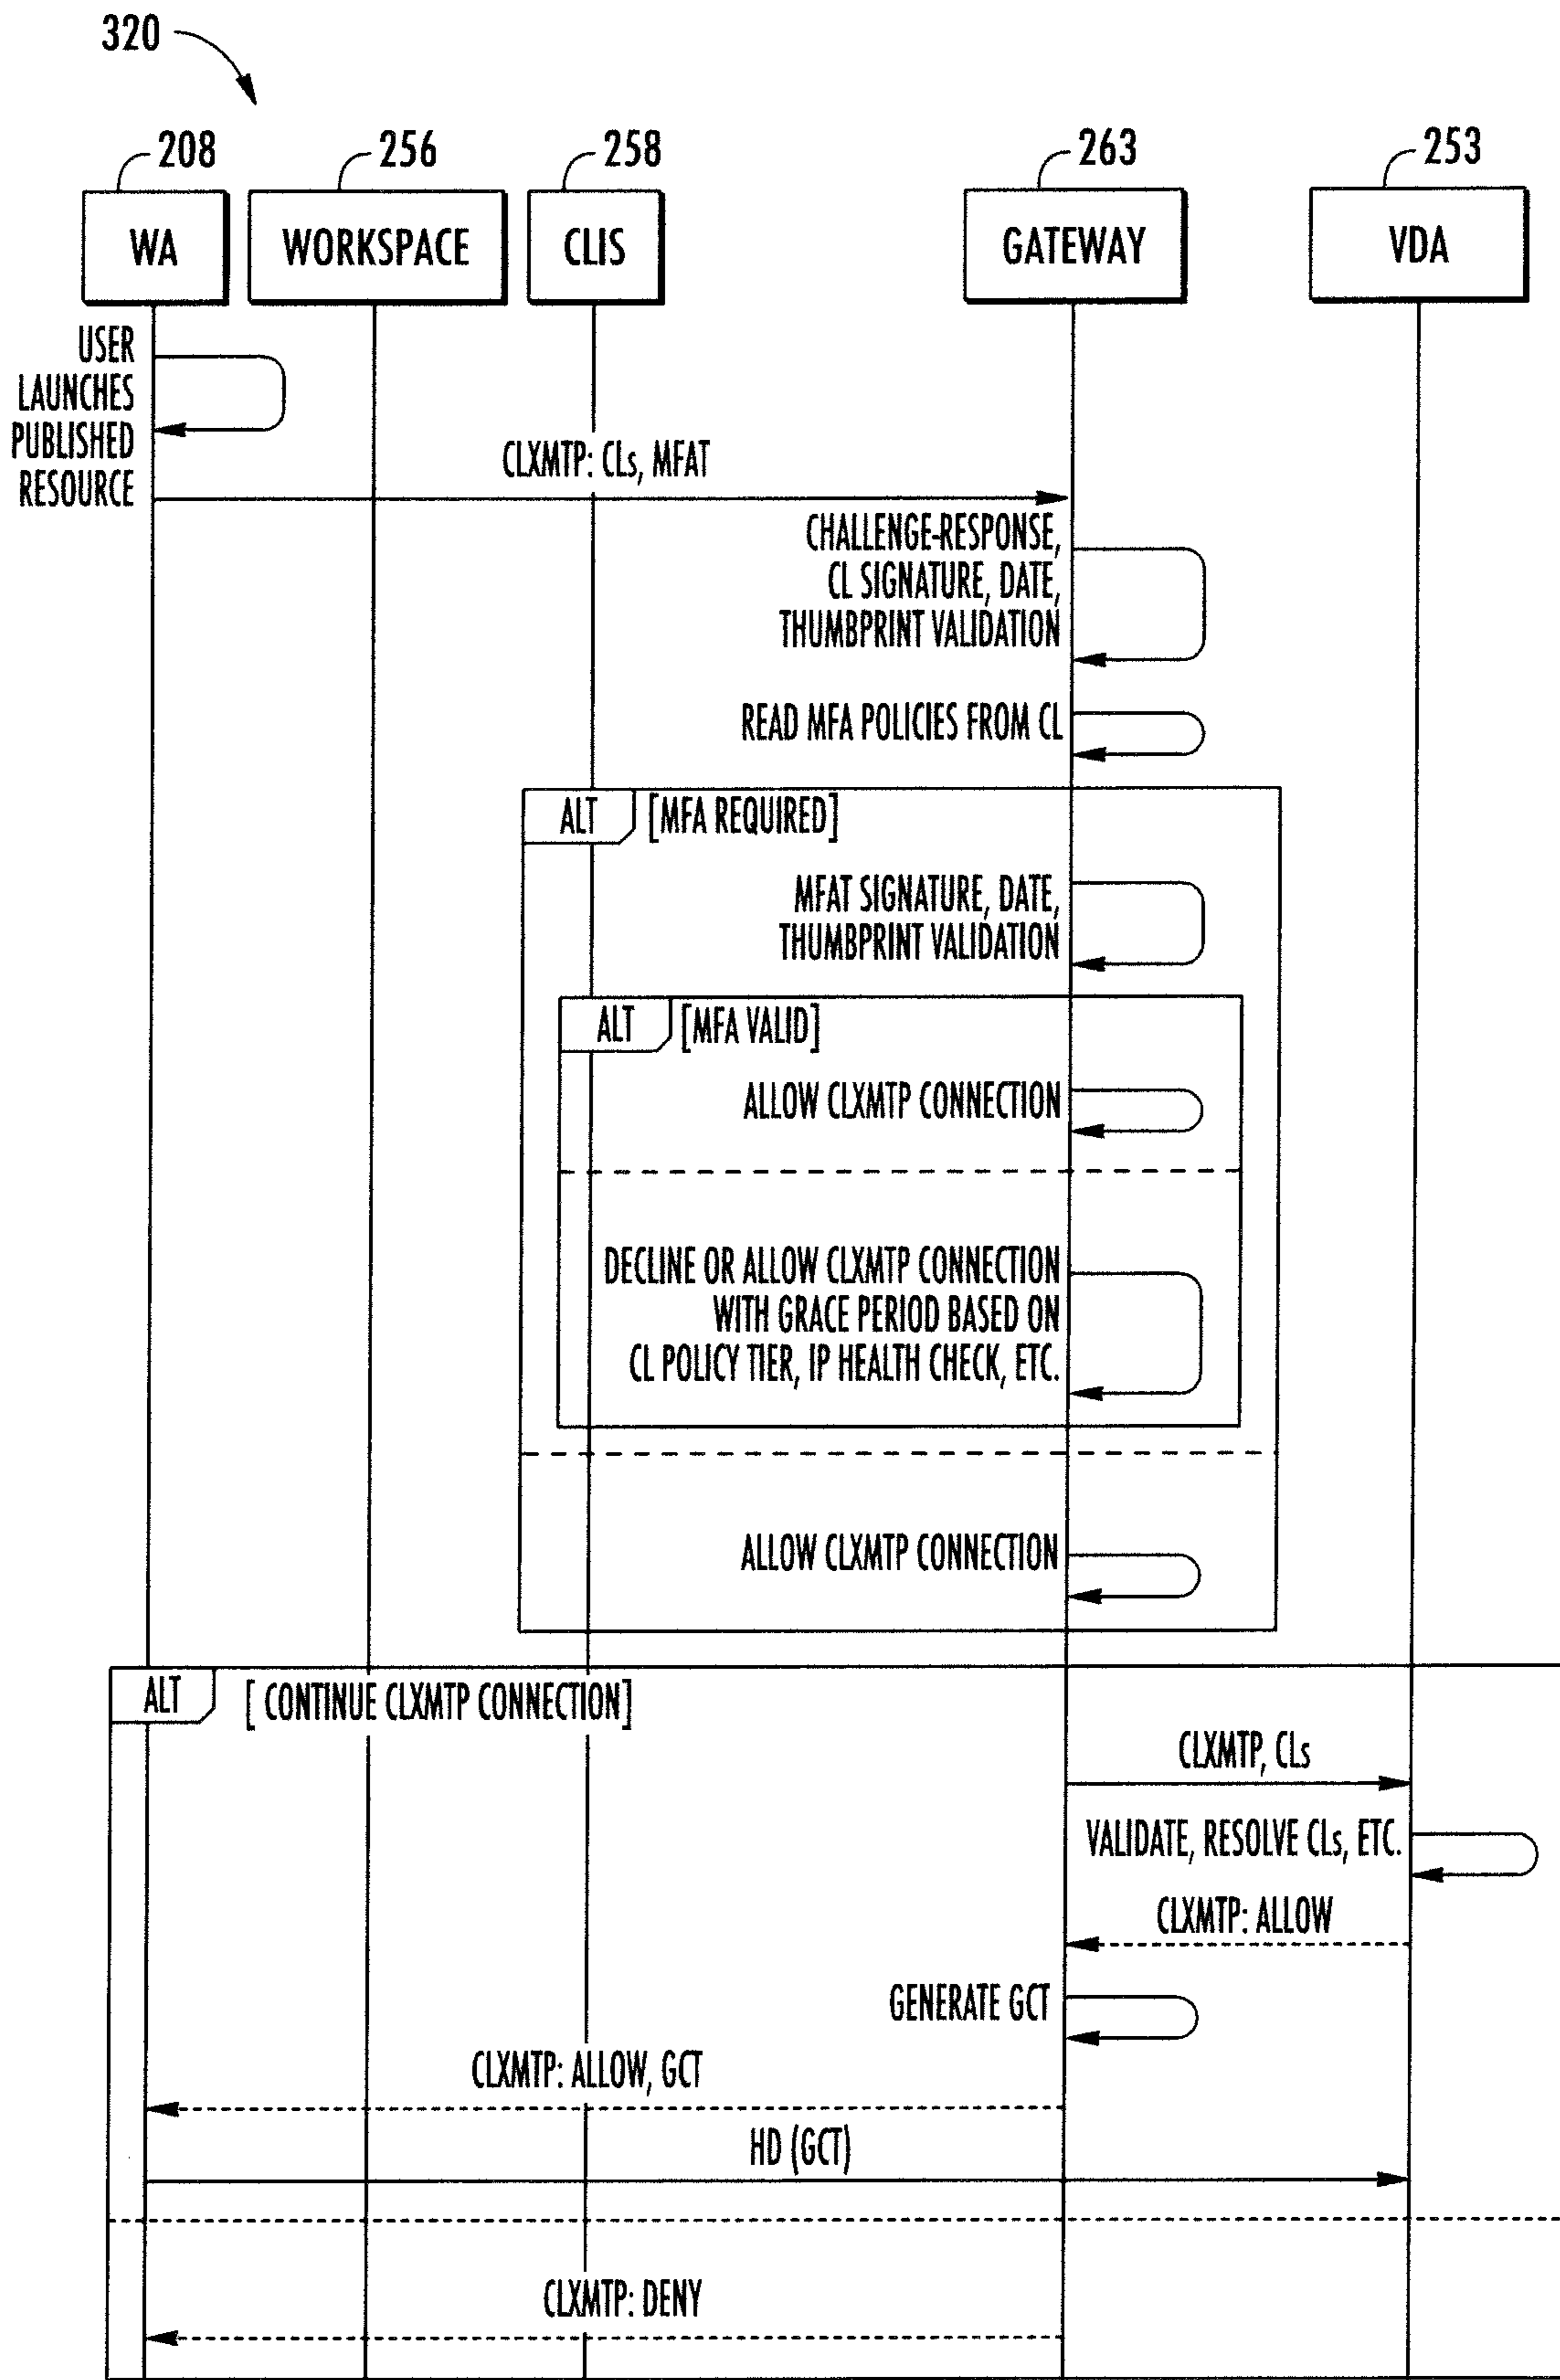 320
208
256
258
263
253
WA
WORKSPACE
CLIS
GATEWAY
VDA
USER
LAUNCHES
PUBLISHED
RESOURCE
CLXMTP: CLs, MFAT
CHALLENGE-RESPONSE,
CL SIGNATURE, DATE,
THUMBPRINT VALIDATION
READ MFA POLICIES FROM CL
ALT
[MFA REQUIRED]
MFAT SIGNATURE, DATE,
THUMBPRINT VALIDATION
ALT
[MFA VALID]
ALLOW CLXMTP CONNECTION
DECLINE OR ALLOW CLXMTP CONNECTION
WITH GRACE PERIOD BASED ON
CL POLICY TIER, IP HEALTH CHECK, ETC.
ALLOW CLXMTP CONNECTION
ALT
[ CONTINUE CLXMTP CONNECTION]
CLXMTP, CLs
VALIDATE, RESOLVE CLs, ETC.
CLXMTP: ALLOW
GENERATE GCT
CLXMTP: ALLOW, GCT
HD (GCT)
CLXMTP: DENY